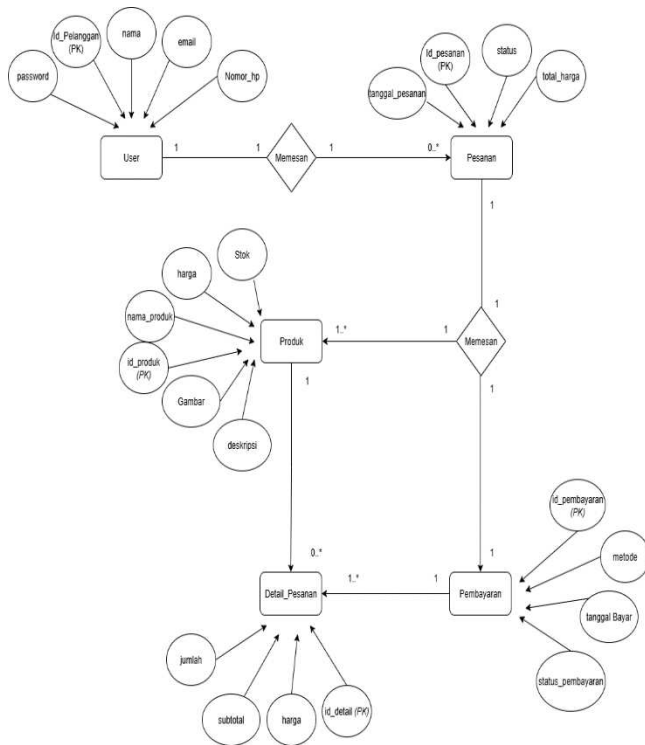 Id_Pelanggan
(PK)
nama
email
password
Nomor_hp
Id_pesanan
(PK)
status
tanggal_pesanan
total_harga
User
1
1
Memesan
1
0..*
Pesanan
1
Stok
harga
nama_produk
id_produk
(PK)
Gambar
deskripsi
Produk
1..*
1
1
Memesan
1
1
id_pembayaran
(PK)
metode
tanggal Bayar
status_pembayaran
0..*
1
Detail_Pesanan
1..*
1
Pembayaran
jumlah
subtotal
harga
id_detail (PK)